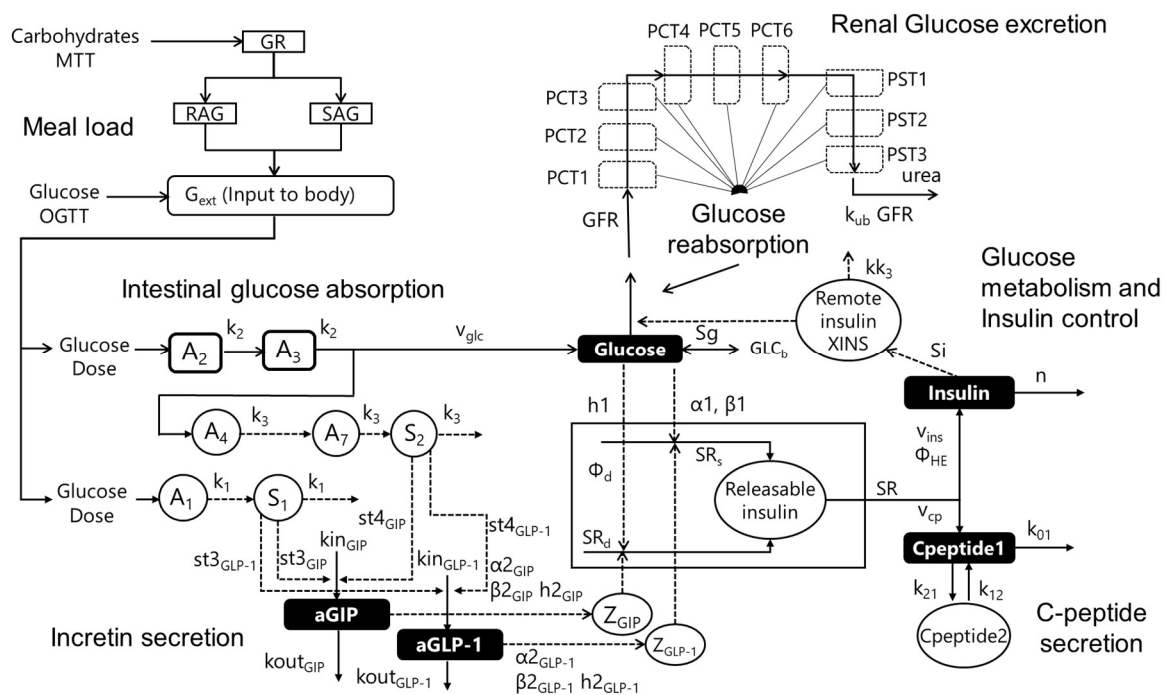 Carbohydrates
MTT
GR
RAG
SAG
Meal load
Glucose
OGTT
G_ext (Input to body)
PCT4 PCT5 PCT6
Renal Glucose excretion
PCT3
PCT2
PCT1
PST1
PST2
PST3
urea
GFR
k_ub GFR
Glucose
reabsorption
Intestinal glucose absorption
Glucose
Dose
A₂
k₂
A₃
k₂
v_glc
Glucose
Sg
GLC_b
kk₃
Remote
insulin
XINS
Glucose
metabolism and
Insulin control
Si
Insulin
n
A₄
k₃
A₇
k₃
S₂
k₃
Glucose
Dose
A₁
k₁
S₁
k₁
h1
α1, β1
Φ_d
SR_s
SR_d
Releasable
insulin
SR
v_cp
v_ins
Φ_HE
Cpeptide1
k₀₁
k₂₁
k₁₂
Cpeptide2
C-peptide
secretion
st4_GIP
st4_GLP-1
st3_GLP-1
st3_GIP
kin_GIP
kin_GLP-1
α2_GIP
β2_GIP h2_GIP
aGIP
Z_GIP
Incretin secretion
aGLP-1
Z_GLP-1
kout_GIP
kout_GLP-1
α2_GLP-1
β2_GLP-1 h2_GLP-1